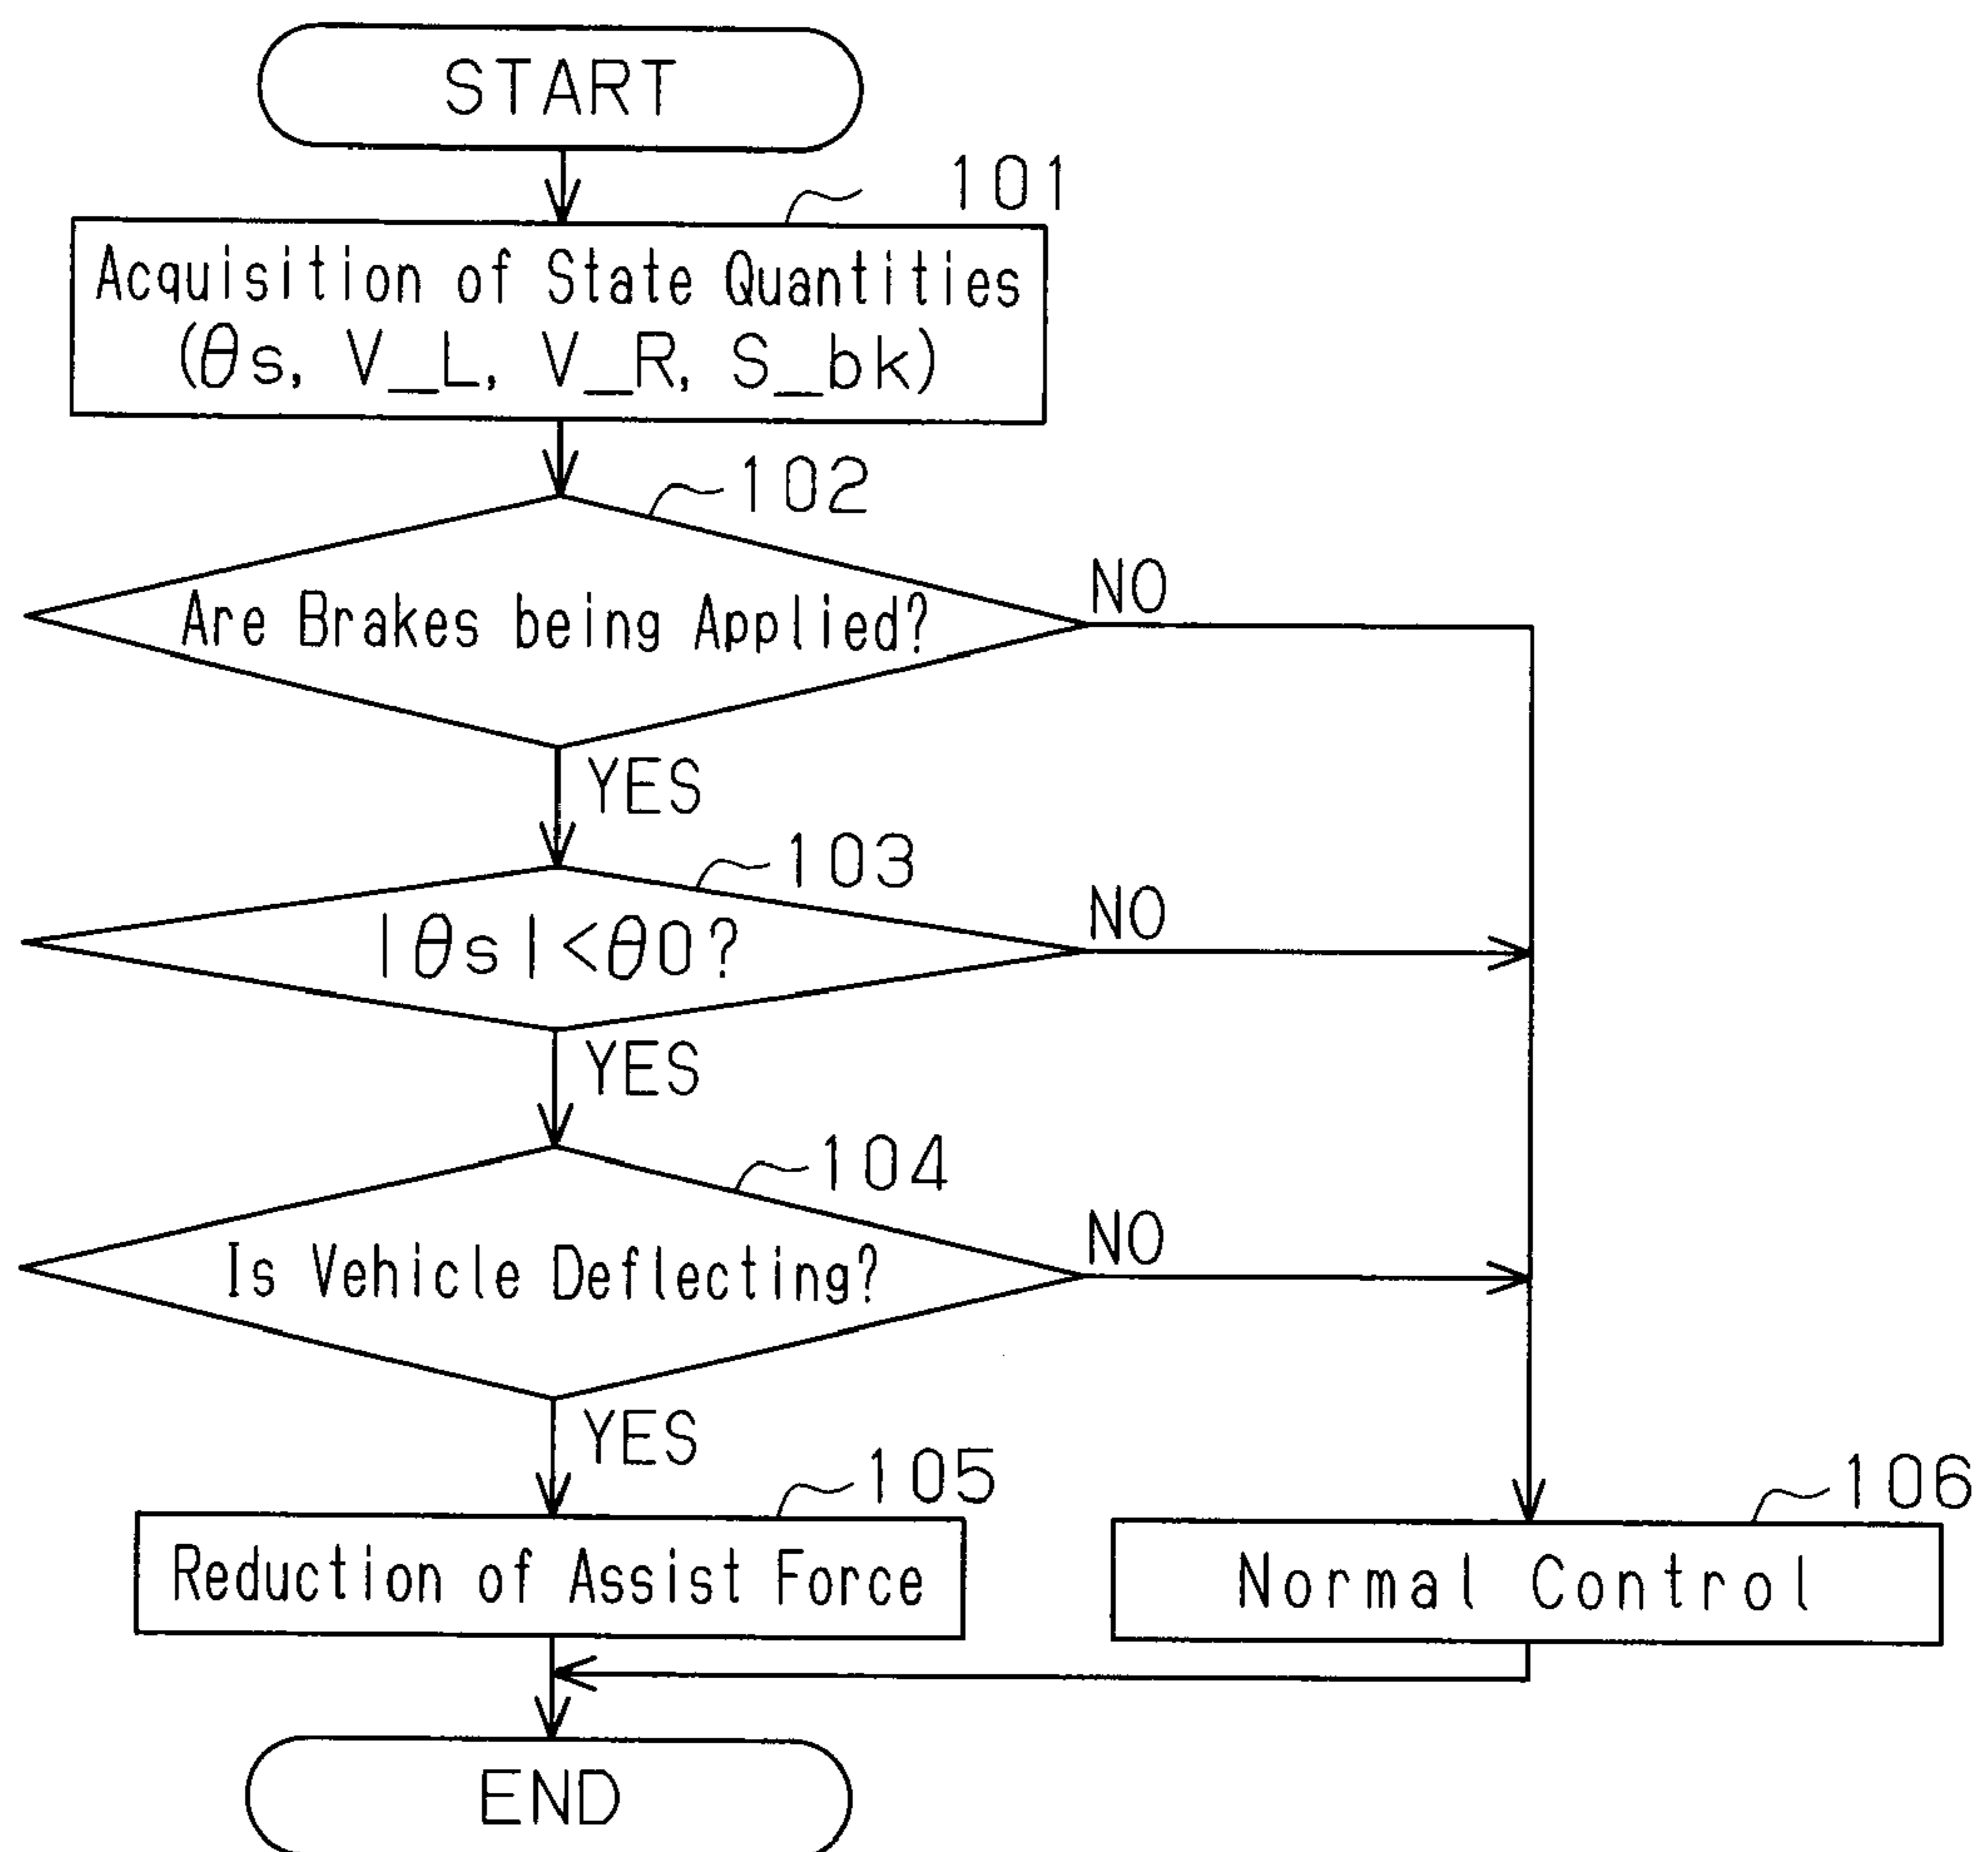 START
101
Acquisition of State Quantities
(θs, V_L, V_R, S_bk)
102
Are Brakes being Applied?
NO
YES
103
|θs|<θ0?
NO
YES
104
Is Vehicle Deflecting?
NO
YES
105
Reduction of Assist Force
106
Normal Control
END